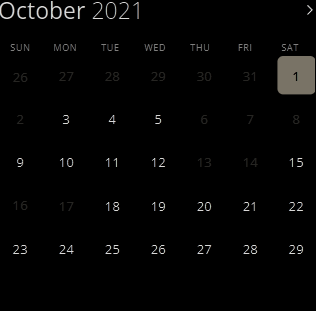 October 2021 >
SUN MON TUE WED THU FRI SAT
26 27 28 29 30 31 1
2 3 4 5 6 7 8
9 10 11 12 13 14 15
16 17 18 19 20 21 22
23 24 25 26 27 28 29